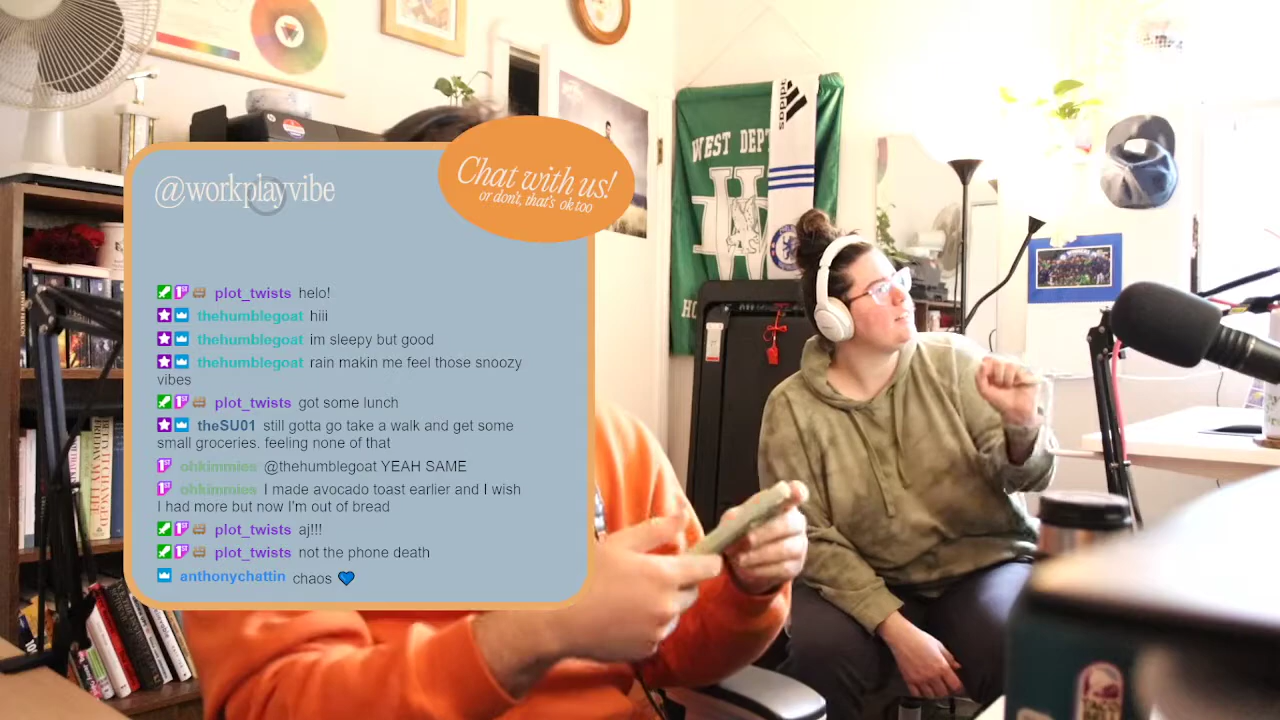 @workplayvibe
Chat with us!
or don't, that's ok too
plot_twists helo!
thehumblegoat hiii
thehumblegoat im sleepy but good
thehumblegoat rain makin me feel those snoozy
vibes
plot_twists got some lunch
theSU01 still gotta go take a walk and get some
small groceries. feeling none of that
ohkimmies @thehumblegoat YEAH SAME
ohkimmies I made avocado toast earlier and I wish
I had more but now I'm out of bread
plot_twists aj!!!
plot_twists not the phone death
anthonychattin chaos 💙
adidas
WEST DEP
H